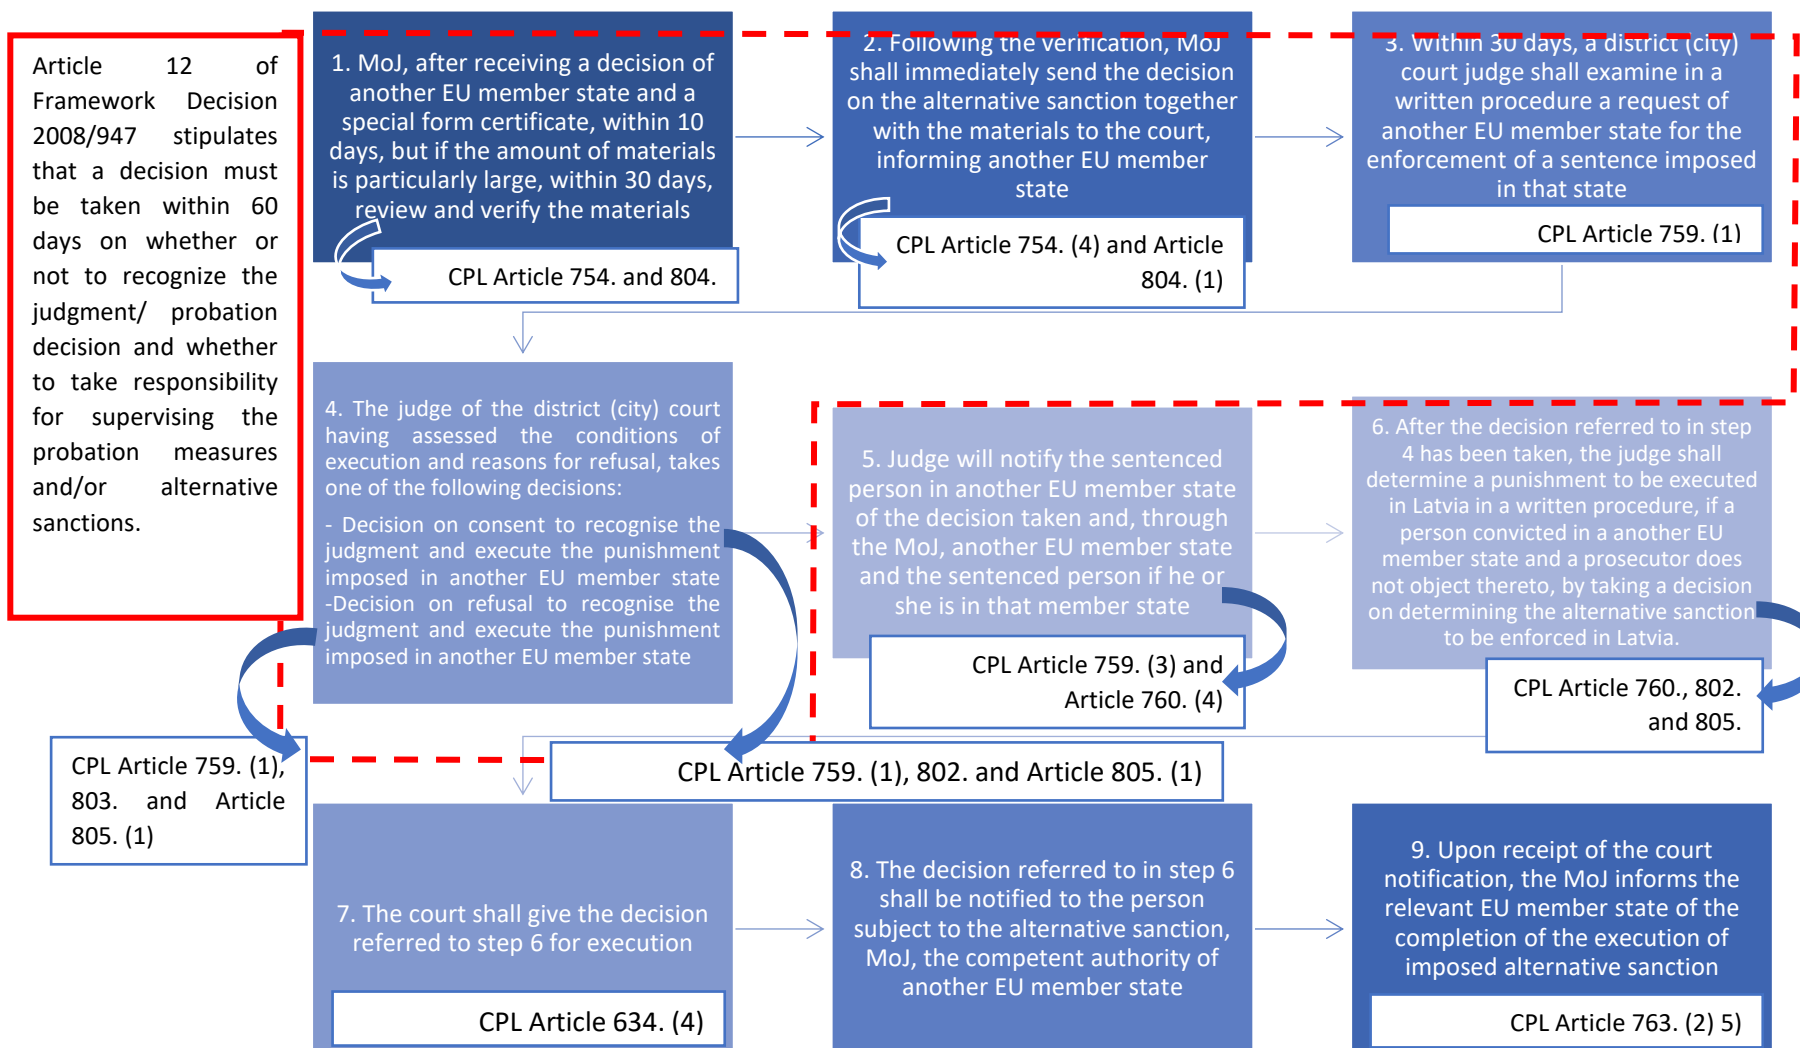 Article 12 of
Framework Decision
2008/947 stipulates
that a decision must
be taken within 60
days on whether or
not to recognize the
judgment/ probation
decision and whether
to take responsibility
for supervising the
probation measures
and/or alternative
sanctions.
1. MoJ, after receiving a decision of
another EU member state and a
special form certificate, within 10
days, but if the amount of materials
is particularly large, within 30 days,
review and verify the materials
CPL Article 754. and 804.
2. Following the verification, MoJ
shall immediately send the decision
on the alternative sanction together
with the materials to the court,
informing another EU member
state
CPL Article 754. (4) and Article
804. (1)
3. Within 30 days, a district (city)
court judge shall examine in a
written procedure a request of
another EU member state for the
enforcement of a sentence imposed
in that state
CPL Article 759. (1)
4. The judge of the district (city) court
having assessed the conditions of
execution and reasons for refusal, takes
one of the following decisions:
- Decision on consent to recognise the
judgment and execute the punishment
imposed in another EU member state
-Decision on refusal to recognise the
judgment and execute the punishment
imposed in another EU member state
CPL Article 759. (1),
803. and Article
805. (1)
CPL Article 759. (1), 802. and Article 805. (1)
5. Judge will notify the sentenced
person in another EU member state
of the decision taken and, through
the MoJ, another EU member state
and the sentenced person if he or
she is in that member state
CPL Article 759. (3) and
Article 760. (4)
6. After the decision referred to in step
4 has been taken, the judge shall
determine a punishment to be executed
in Latvia in a written procedure, if a
person convicted in a another EU
member state and a prosecutor does
not object thereto, by taking a decision
on determining the alternative sanction
to be enforced in Latvia.
CPL Article 760., 802.
and 805.
7. The court shall give the decision
referred to step 6 for execution
CPL Article 634. (4)
8. The decision referred to in step 6
shall be notified to the person
subject to the alternative sanction,
MoJ, the competent authority of
another EU member state
9. Upon receipt of the court
notification, the MoJ informs the
relevant EU member state of the
completion of the execution of
imposed alternative sanction
CPL Article 763. (2) 5)